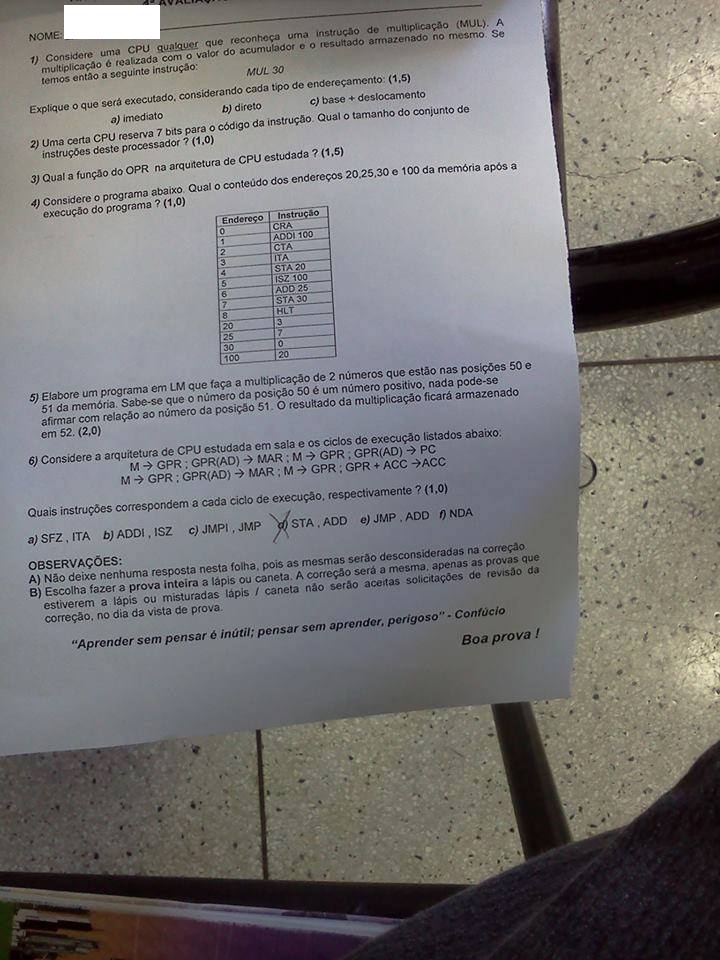 4ª AVALIAÇÃO
NOME:
1) Considere uma CPU qualquer que reconheça uma instrução de multiplicação (MUL). A
multiplicação é realizada com o valor do acumulador e o resultado armazenado no mesmo. Se
temos então a seguinte instrução:
MUL 30
Explique o que será executado, considerando cada tipo de endereçamento: (1,5)
a) imediato b) direto c) base + deslocamento
2) Uma certa CPU reserva 7 bits para o código da instrução. Qual o tamanho do conjunto de
instruções deste processador ? (1,0)
3) Qual a função do OPR na arquitetura de CPU estudada ? (1,5)
4) Considere o programa abaixo. Qual o conteúdo dos endereços 20,25,30 e 100 da memória após a
execução do programa ? (1,0)
Endereço Instrução
0 CRA
1 ADDI 100
2 CTA
3 ITA
4 STA 20
5 ISZ 100
6 ADD 25
7 STA 30
8 HLT
20 3
25 7
30 0
100 20
5) Elabore um programa em LM que faça a multiplicação de 2 números que estão nas posições 50 e
51 da memória. Sabe-se que o número da posição 50 é um número positivo, nada pode-se
afirmar com relação ao número da posição 51. O resultado da multiplicação ficará armazenado
em 52. (2,0)
6) Considere a arquitetura de CPU estudada em sala e os ciclos de execução listados abaixo:
M → GPR ; GPR(AD) → MAR ; M → GPR ; GPR(AD) → PC
M → GPR ; GPR(AD) → MAR ; M → GPR ; GPR + ACC →ACC
Quais instruções correspondem a cada ciclo de execução, respectivamente ? (1,0)
a) SFZ , ITA b) ADDI , ISZ c) JMPI , JMP d) STA , ADD e) JMP , ADD f) NDA
OBSERVAÇÕES:
A) Não deixe nenhuma resposta nesta folha, pois as mesmas serão desconsideradas na correção
B) Escolha fazer a prova inteira a lápis ou caneta. A correção será a mesma, apenas as provas que
estiverem a lápis ou misturadas lápis / caneta não serão aceitas solicitações de revisão da
correção, no dia da vista de prova.
"Aprender sem pensar é inútil; pensar sem aprender, perigoso" - Confúcio
Boa prova !